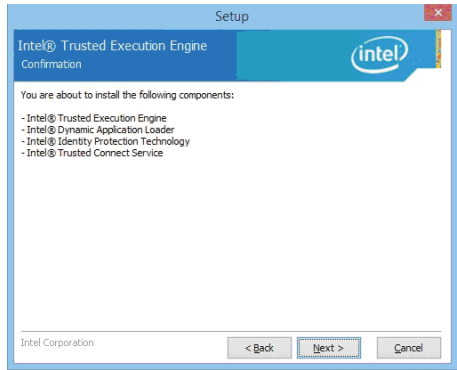 Setup
Intel® Trusted Execution Engine
Confirmation
intel
You are about to install the following components:
- Intel® Trusted Execution Engine
- Intel® Dynamic Application Loader
- Intel® Identity Protection Technology
- Intel® Trusted Connect Service
Intel Corporation
< Back
Next >
Cancel